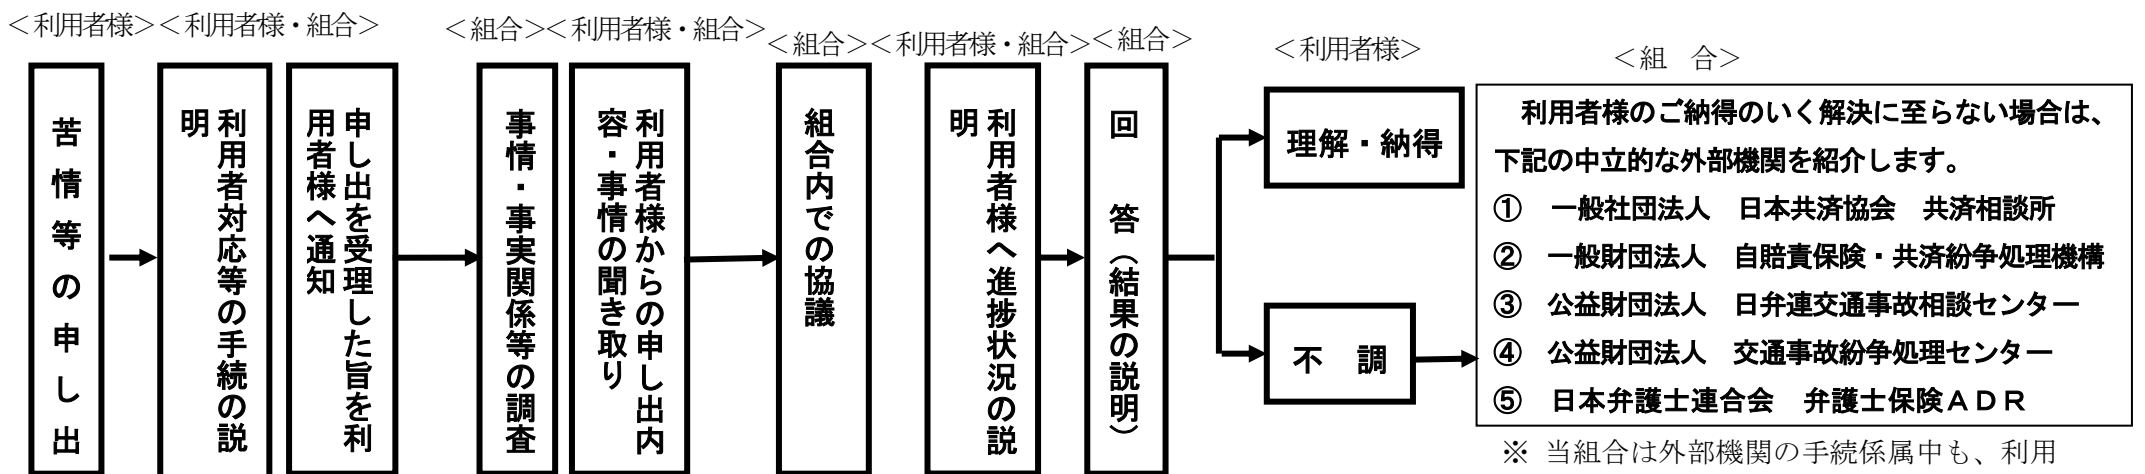 ＜利用者様＞
＜利用者様・組合＞
＜組合＞
＜利用者様・組合＞
＜組合＞
＜利用者様・組合＞
＜組合＞
＜利用者様＞
＜組　合＞
苦情等の申し出
利用者対応等の手続の説
明
申し出を受理した旨を利
用者様へ通知
事情・事実関係等の調査
利用者様からの申し出内
容・事情の聞き取り
組合内での協議
利用者様へ進捗状況の説
明
回　答（結果の説明）
理解・納得
不　調
利用者様のご納得のいく解決に至らない場合は、
下記の中立的な外部機関を紹介します。
①　一般社団法人　日本共済協会　共済相談所
②　一般財団法人　自賠責保険・共済紛争処理機構
③　公益財団法人　日弁連交通事故相談センター
④　公益財団法人　交通事故紛争処理センター
⑤　日本弁護士連合会　弁護士保険ＡＤＲ
※ 当組合は外部機関の手続係属中も、利用